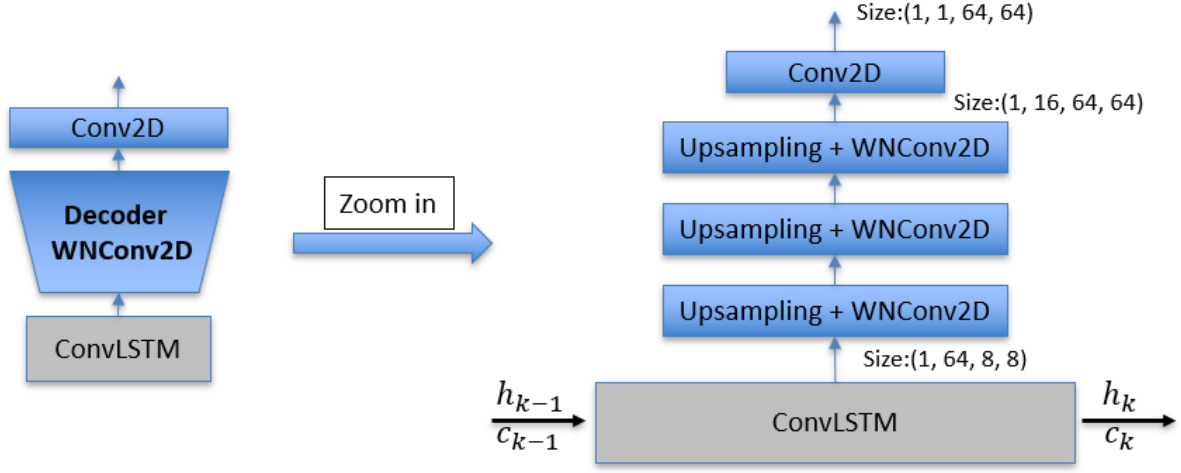 Conv2D
Decoder
WNConv2D
ConvLSTM
Zoom in
Size:(1, 1, 64, 64)
Conv2D
Size:(1, 16, 64, 64)
Upsampling + WNConv2D
Upsampling + WNConv2D
Upsampling + WNConv2D
Size:(1, 64, 8, 8)
h_{k−1}
c_{k−1}
ConvLSTM
h_k
c_k